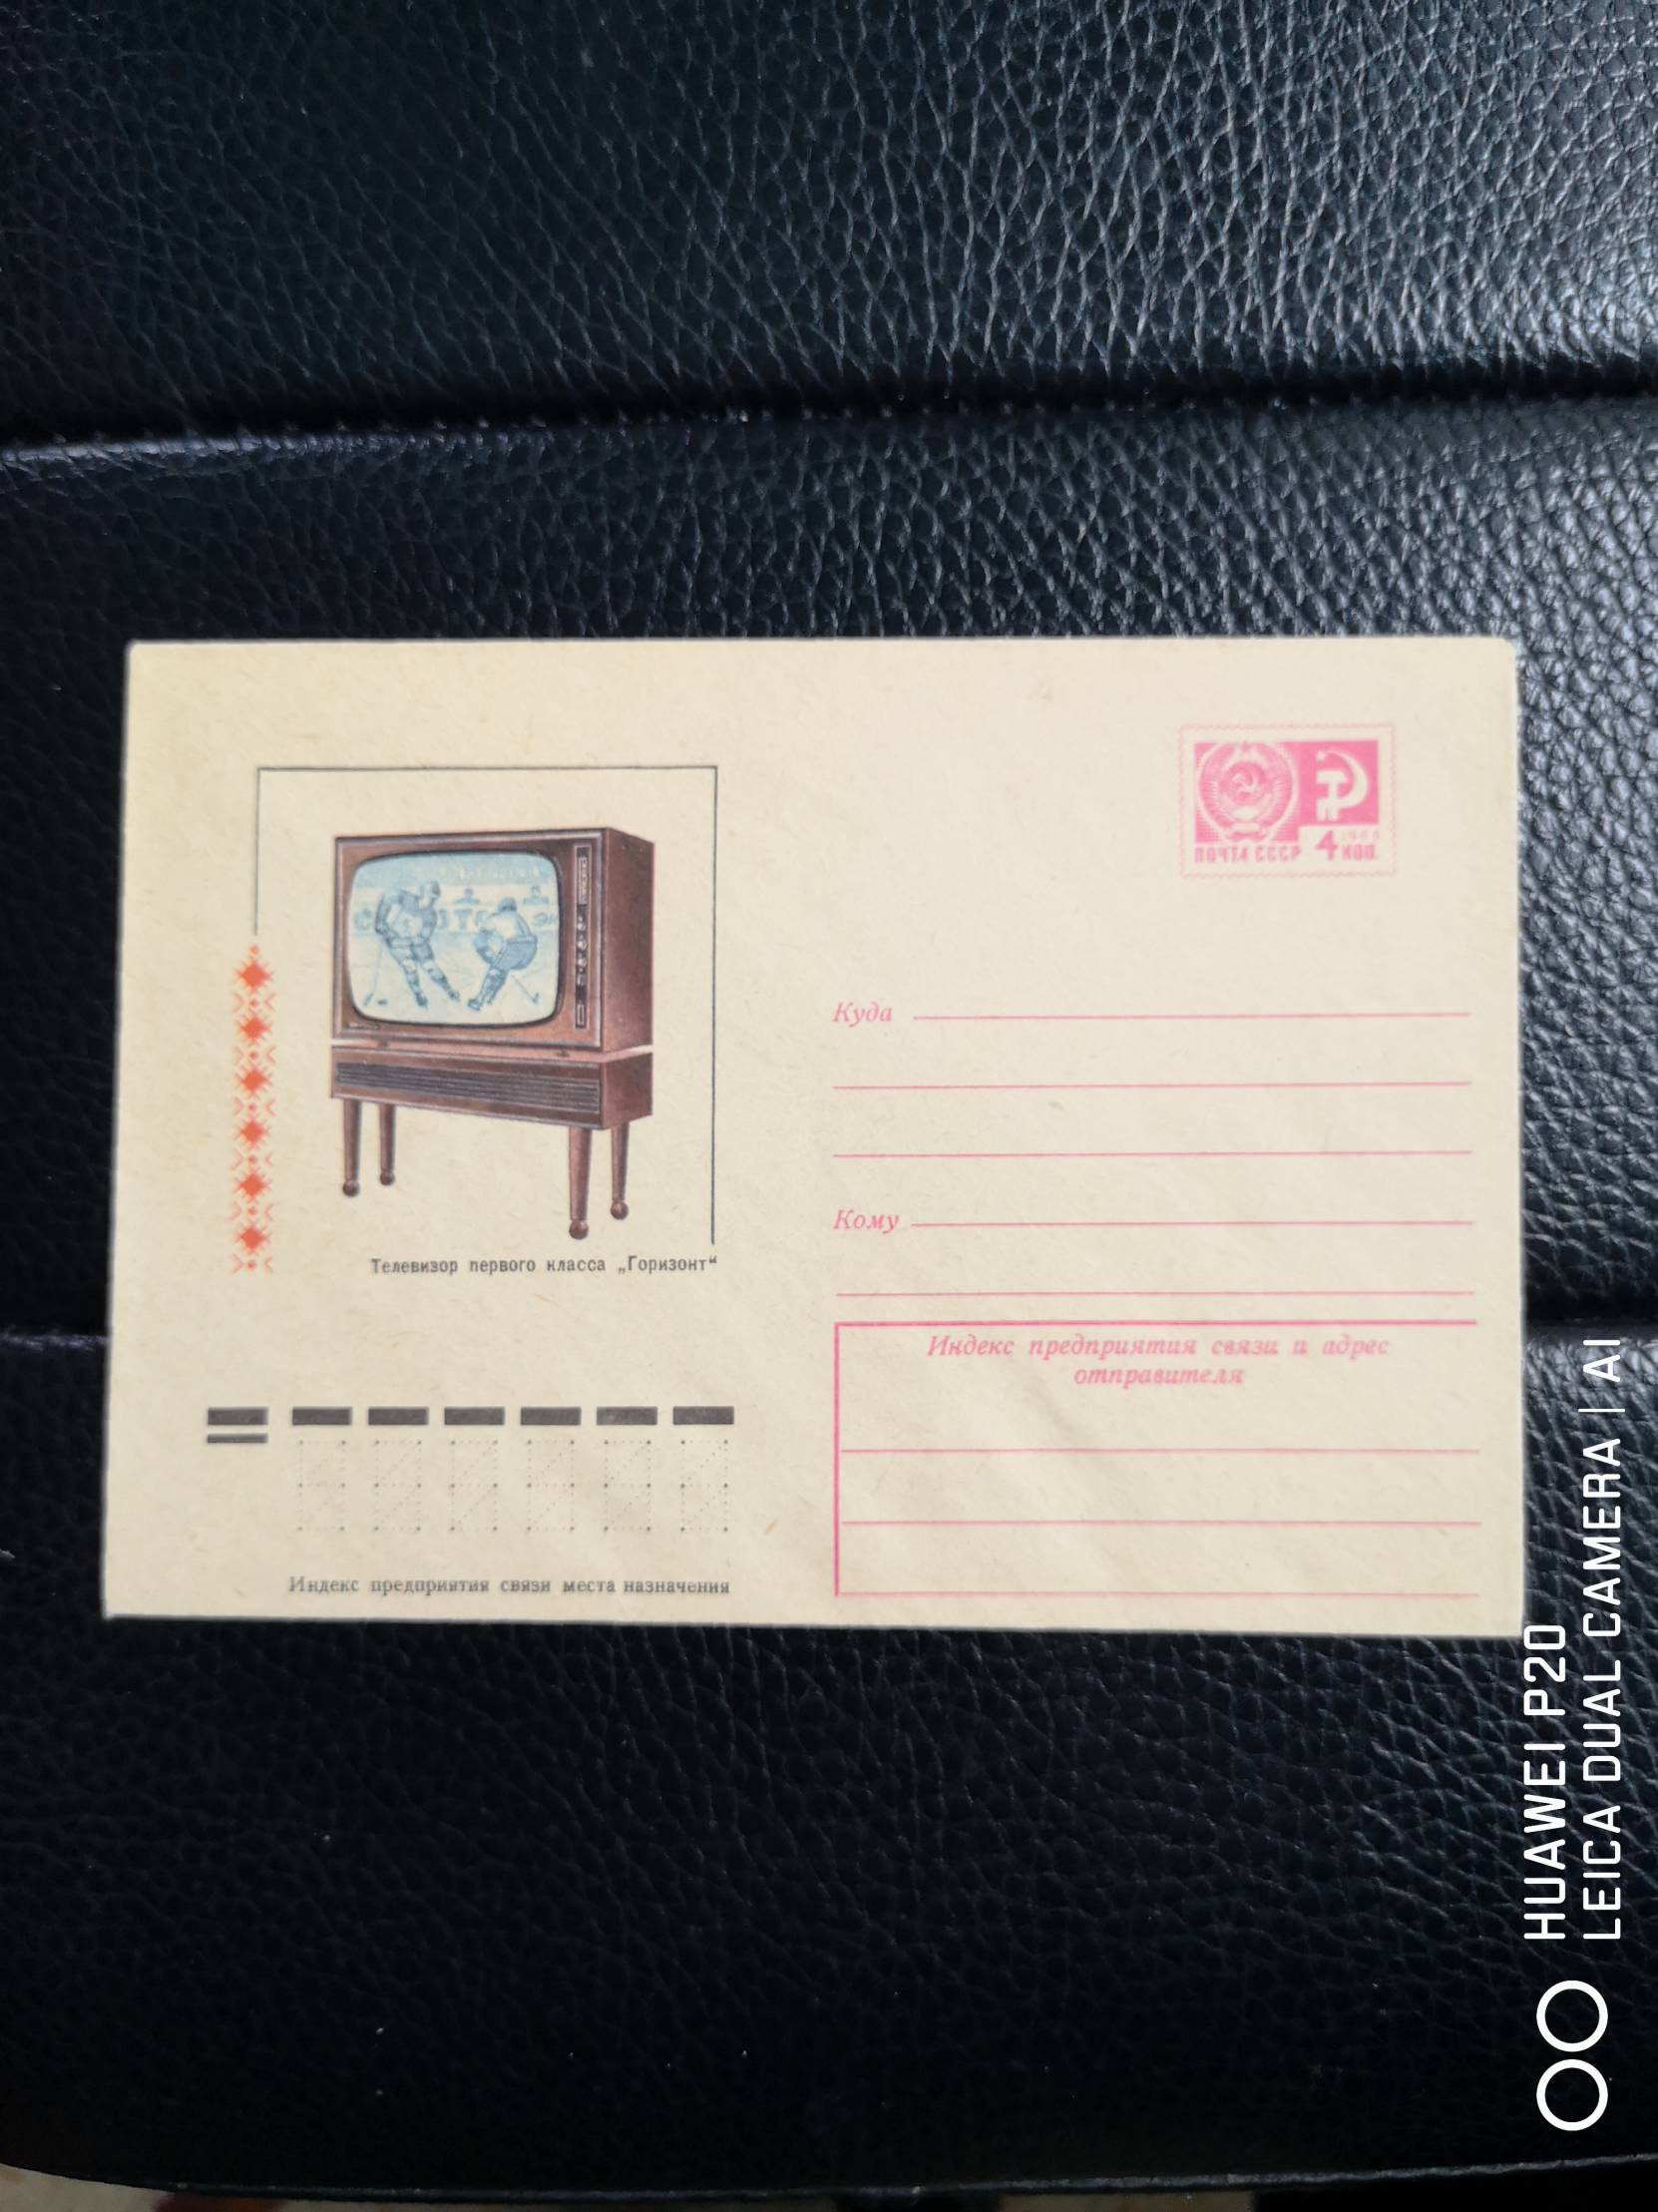 ПОЧТА СССР 4 КОП.
Куда
Кому
Телевизор первого класса „Горизонт“
Индекс предприятия связи и адрес
отправителя
Индекс предприятия связи места назначения
HUAWEI P20
LEICA DUAL CAMERA | AI